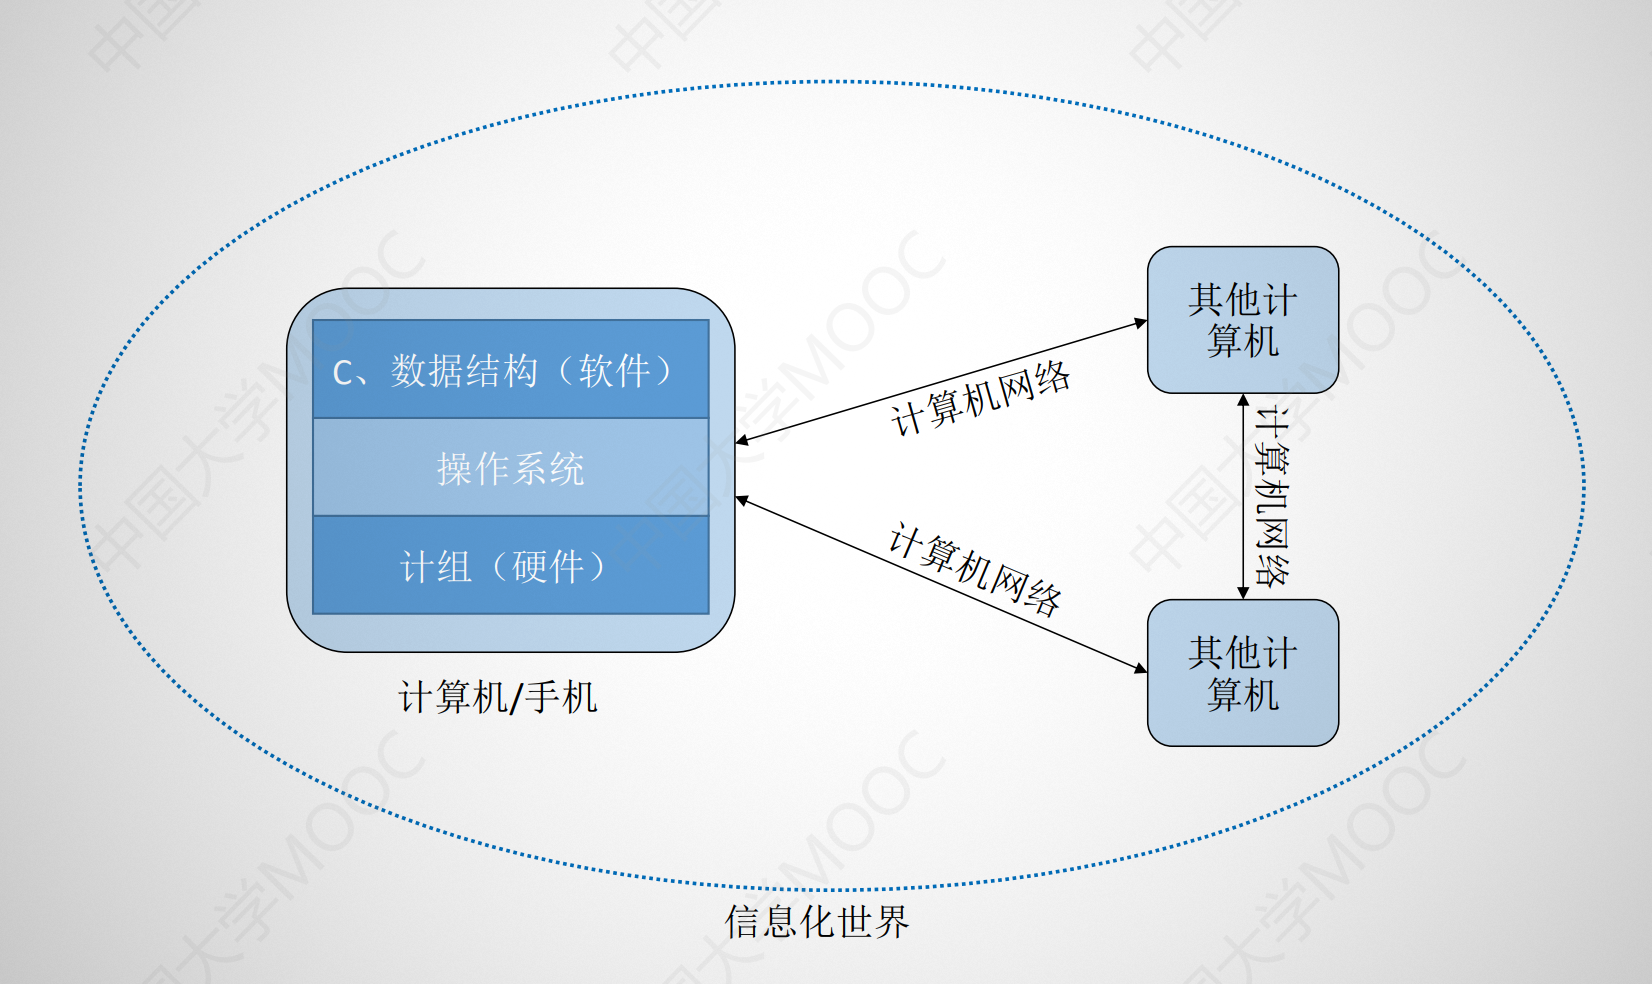 中国大学MOOC
C、数据结构（软件）
操作系统
计组（硬件）
计算机/手机
计算机网络
计算机网络
其他计
算机
计算机网络
其他计
算机
信息化世界